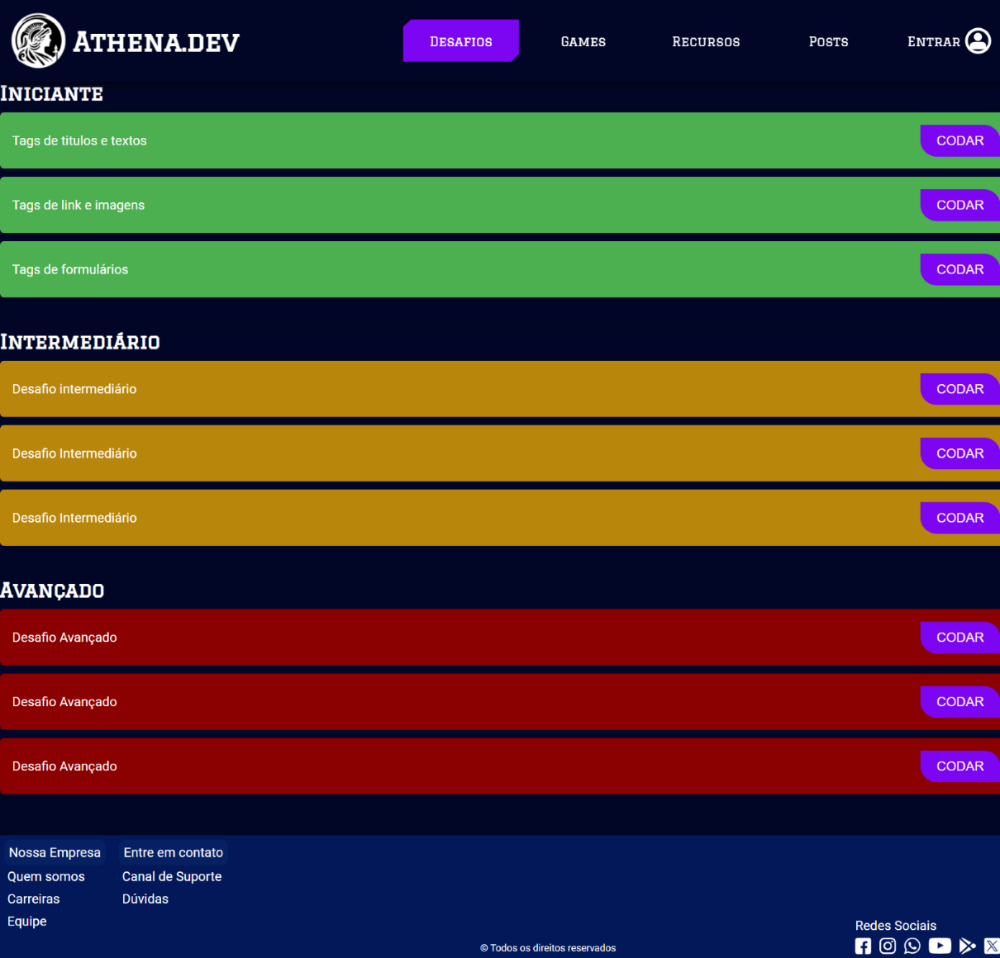 ATHENA.DEV
DESAFIOS GAMES RECURSOS POSTS ENTRAR
INICIANTE
Tags de titulos e textos CODAR
Tags de link e imagens CODAR
Tags de formulários CODAR
INTERMEDIÁRIO
Desafio intermediário CODAR
Desafio Intermediário CODAR
Desafio Intermediário CODAR
AVANÇADO
Desafio Avançado CODAR
Desafio Avançado CODAR
Desafio Avançado CODAR
Nossa Empresa Entre em contato
Quem somos Canal de Suporte
Carreiras Dúvidas
Equipe
Redes Sociais
© Todos os direitos reservados